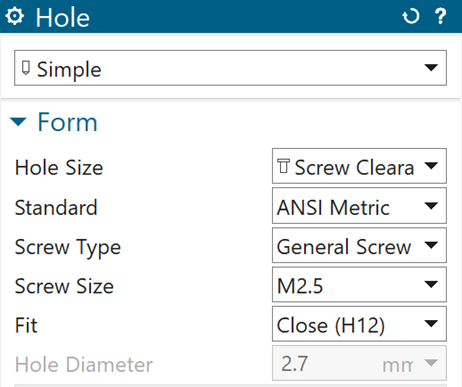 Hole ?
Simple
Form
Hole Size Screw Cleara
Standard ANSI Metric
Screw Type General Screw
Screw Size M2.5
Fit Close (H12)
Hole Diameter 2.7 mm